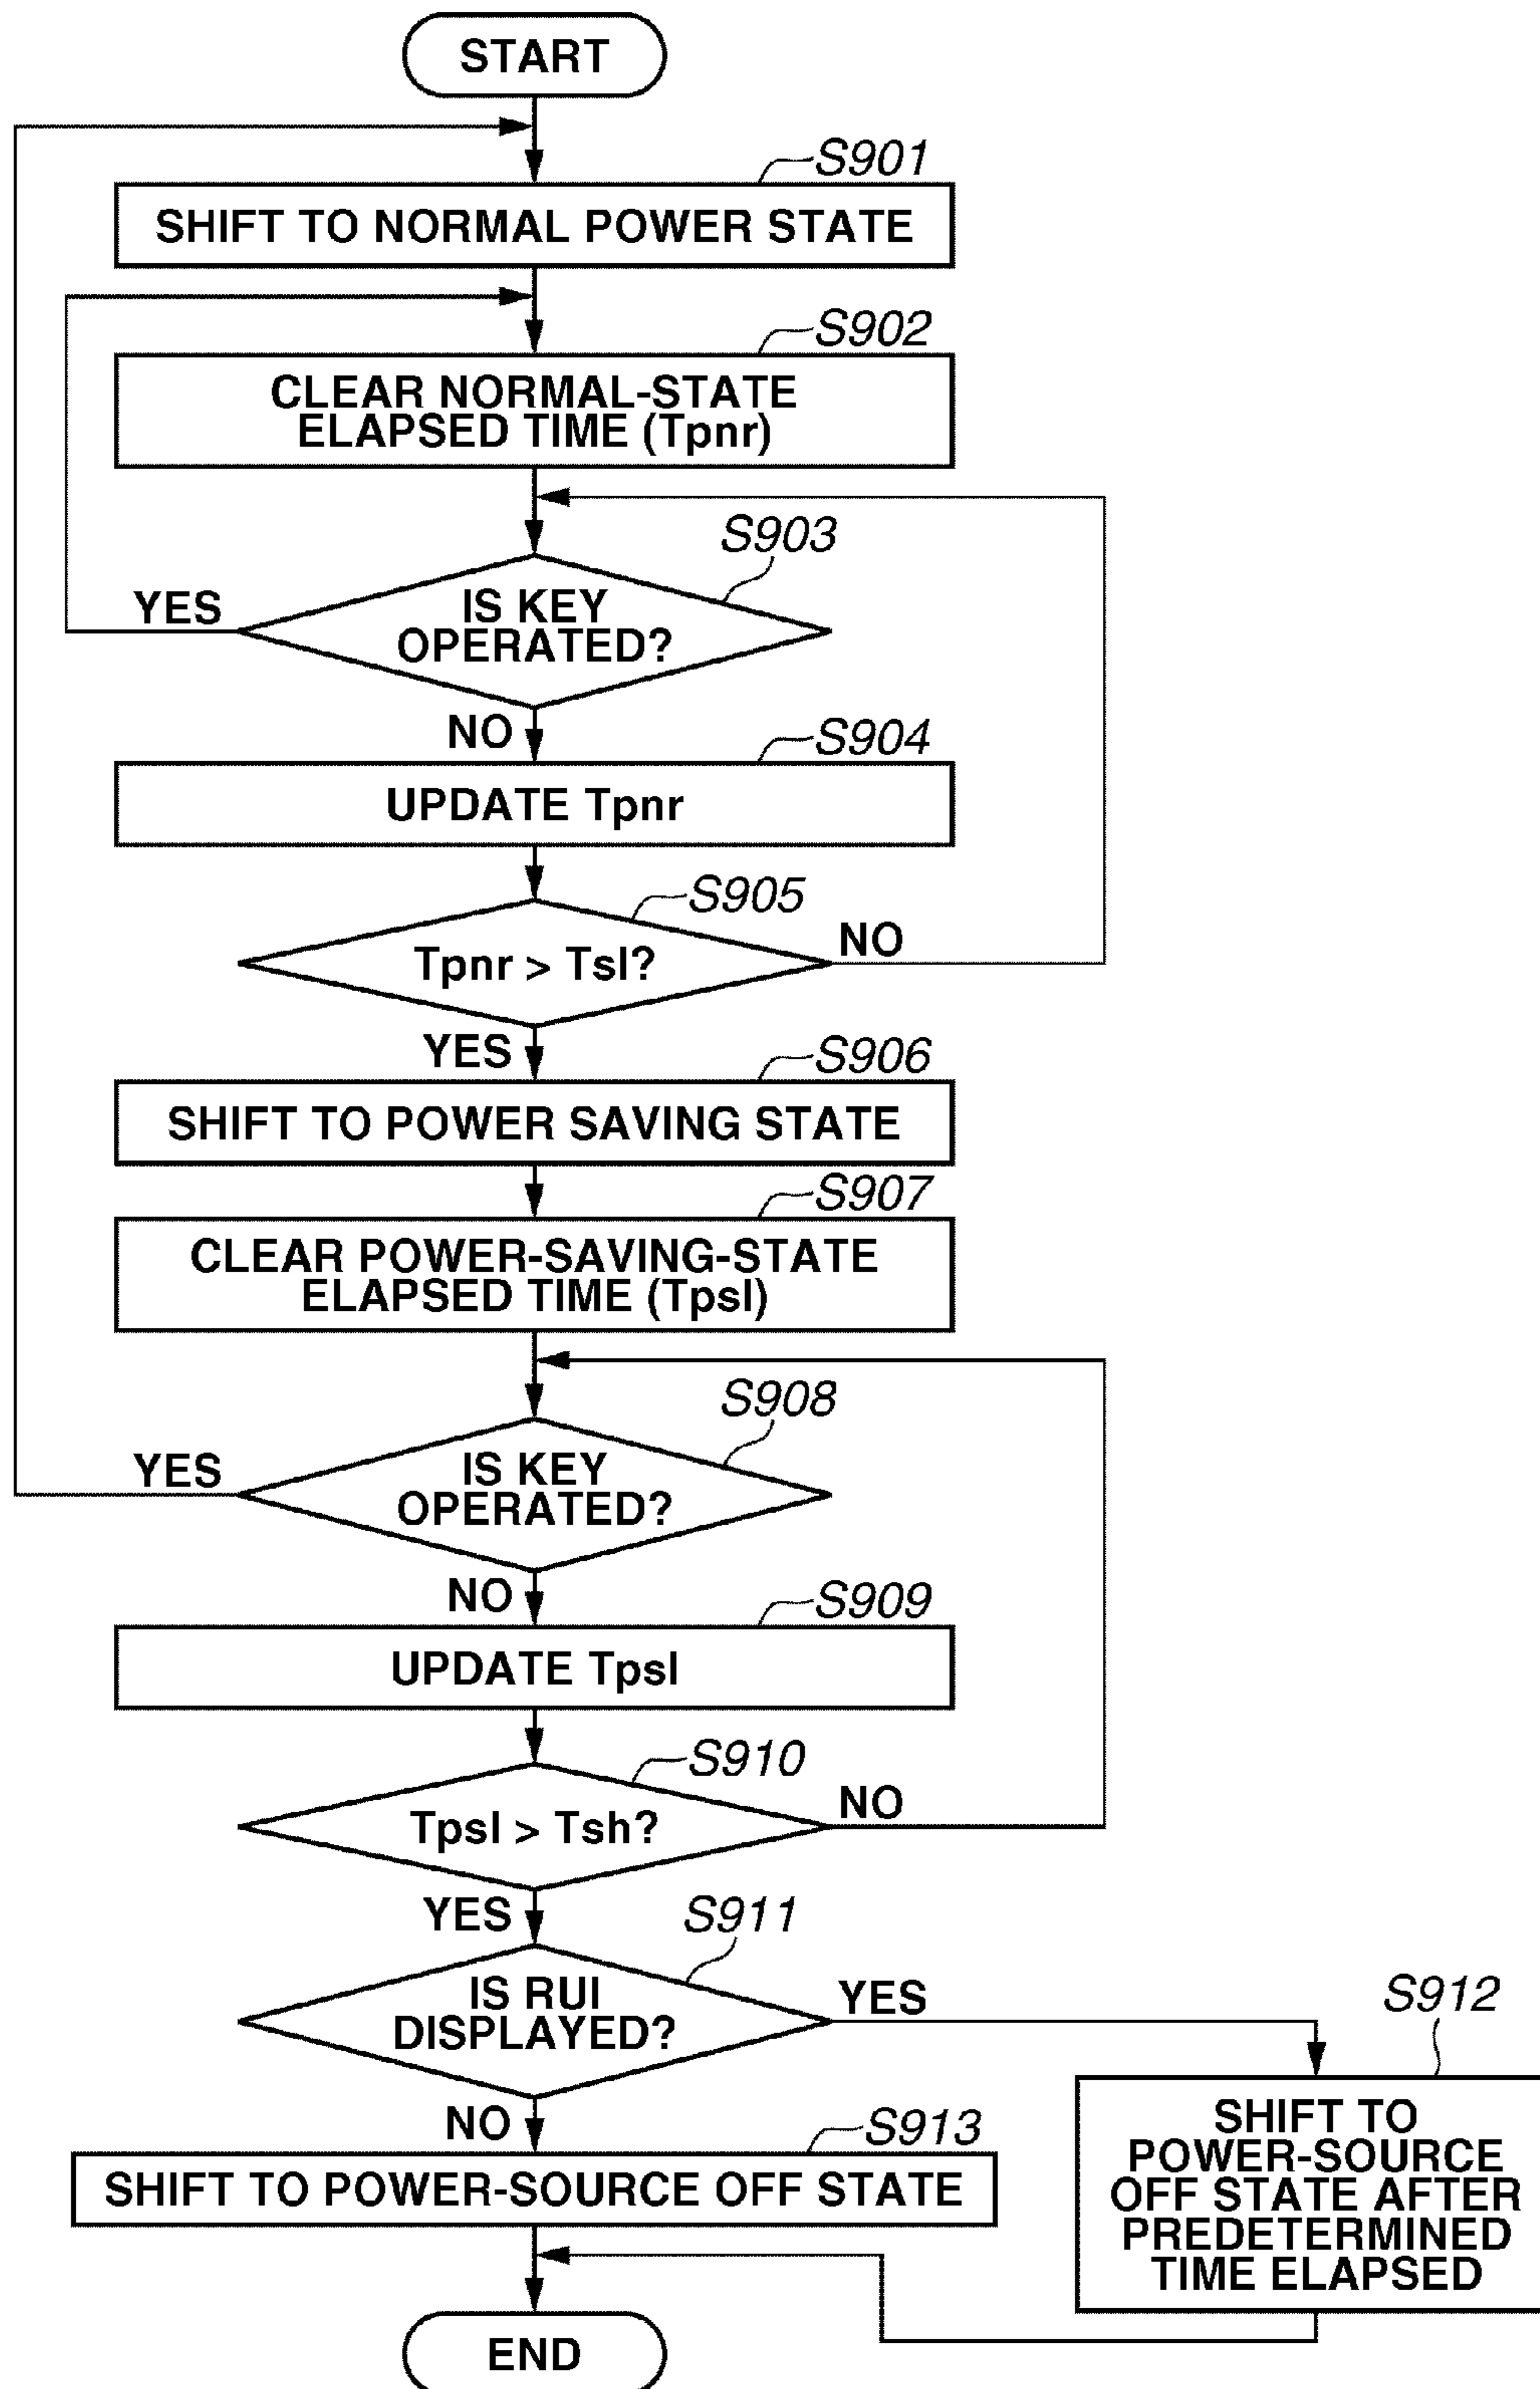 START
S901
SHIFT TO NORMAL POWER STATE
S902
CLEAR NORMAL-STATE
ELAPSED TIME (Tpnr)
S903
IS KEY
OPERATED?
YES
NO
S904
UPDATE Tpnr
S905
Tpnr > Tsl?
NO
YES
S906
SHIFT TO POWER SAVING STATE
S907
CLEAR POWER-SAVING-STATE
ELAPSED TIME (Tpsl)
S908
IS KEY
OPERATED?
YES
NO
S909
UPDATE Tpsl
S910
Tpsl > Tsh?
NO
YES
S911
IS RUI
DISPLAYED?
YES
NO
S912
SHIFT TO
POWER-SOURCE
OFF STATE AFTER
PREDETERMINED
TIME ELAPSED
S913
SHIFT TO POWER-SOURCE OFF STATE
END